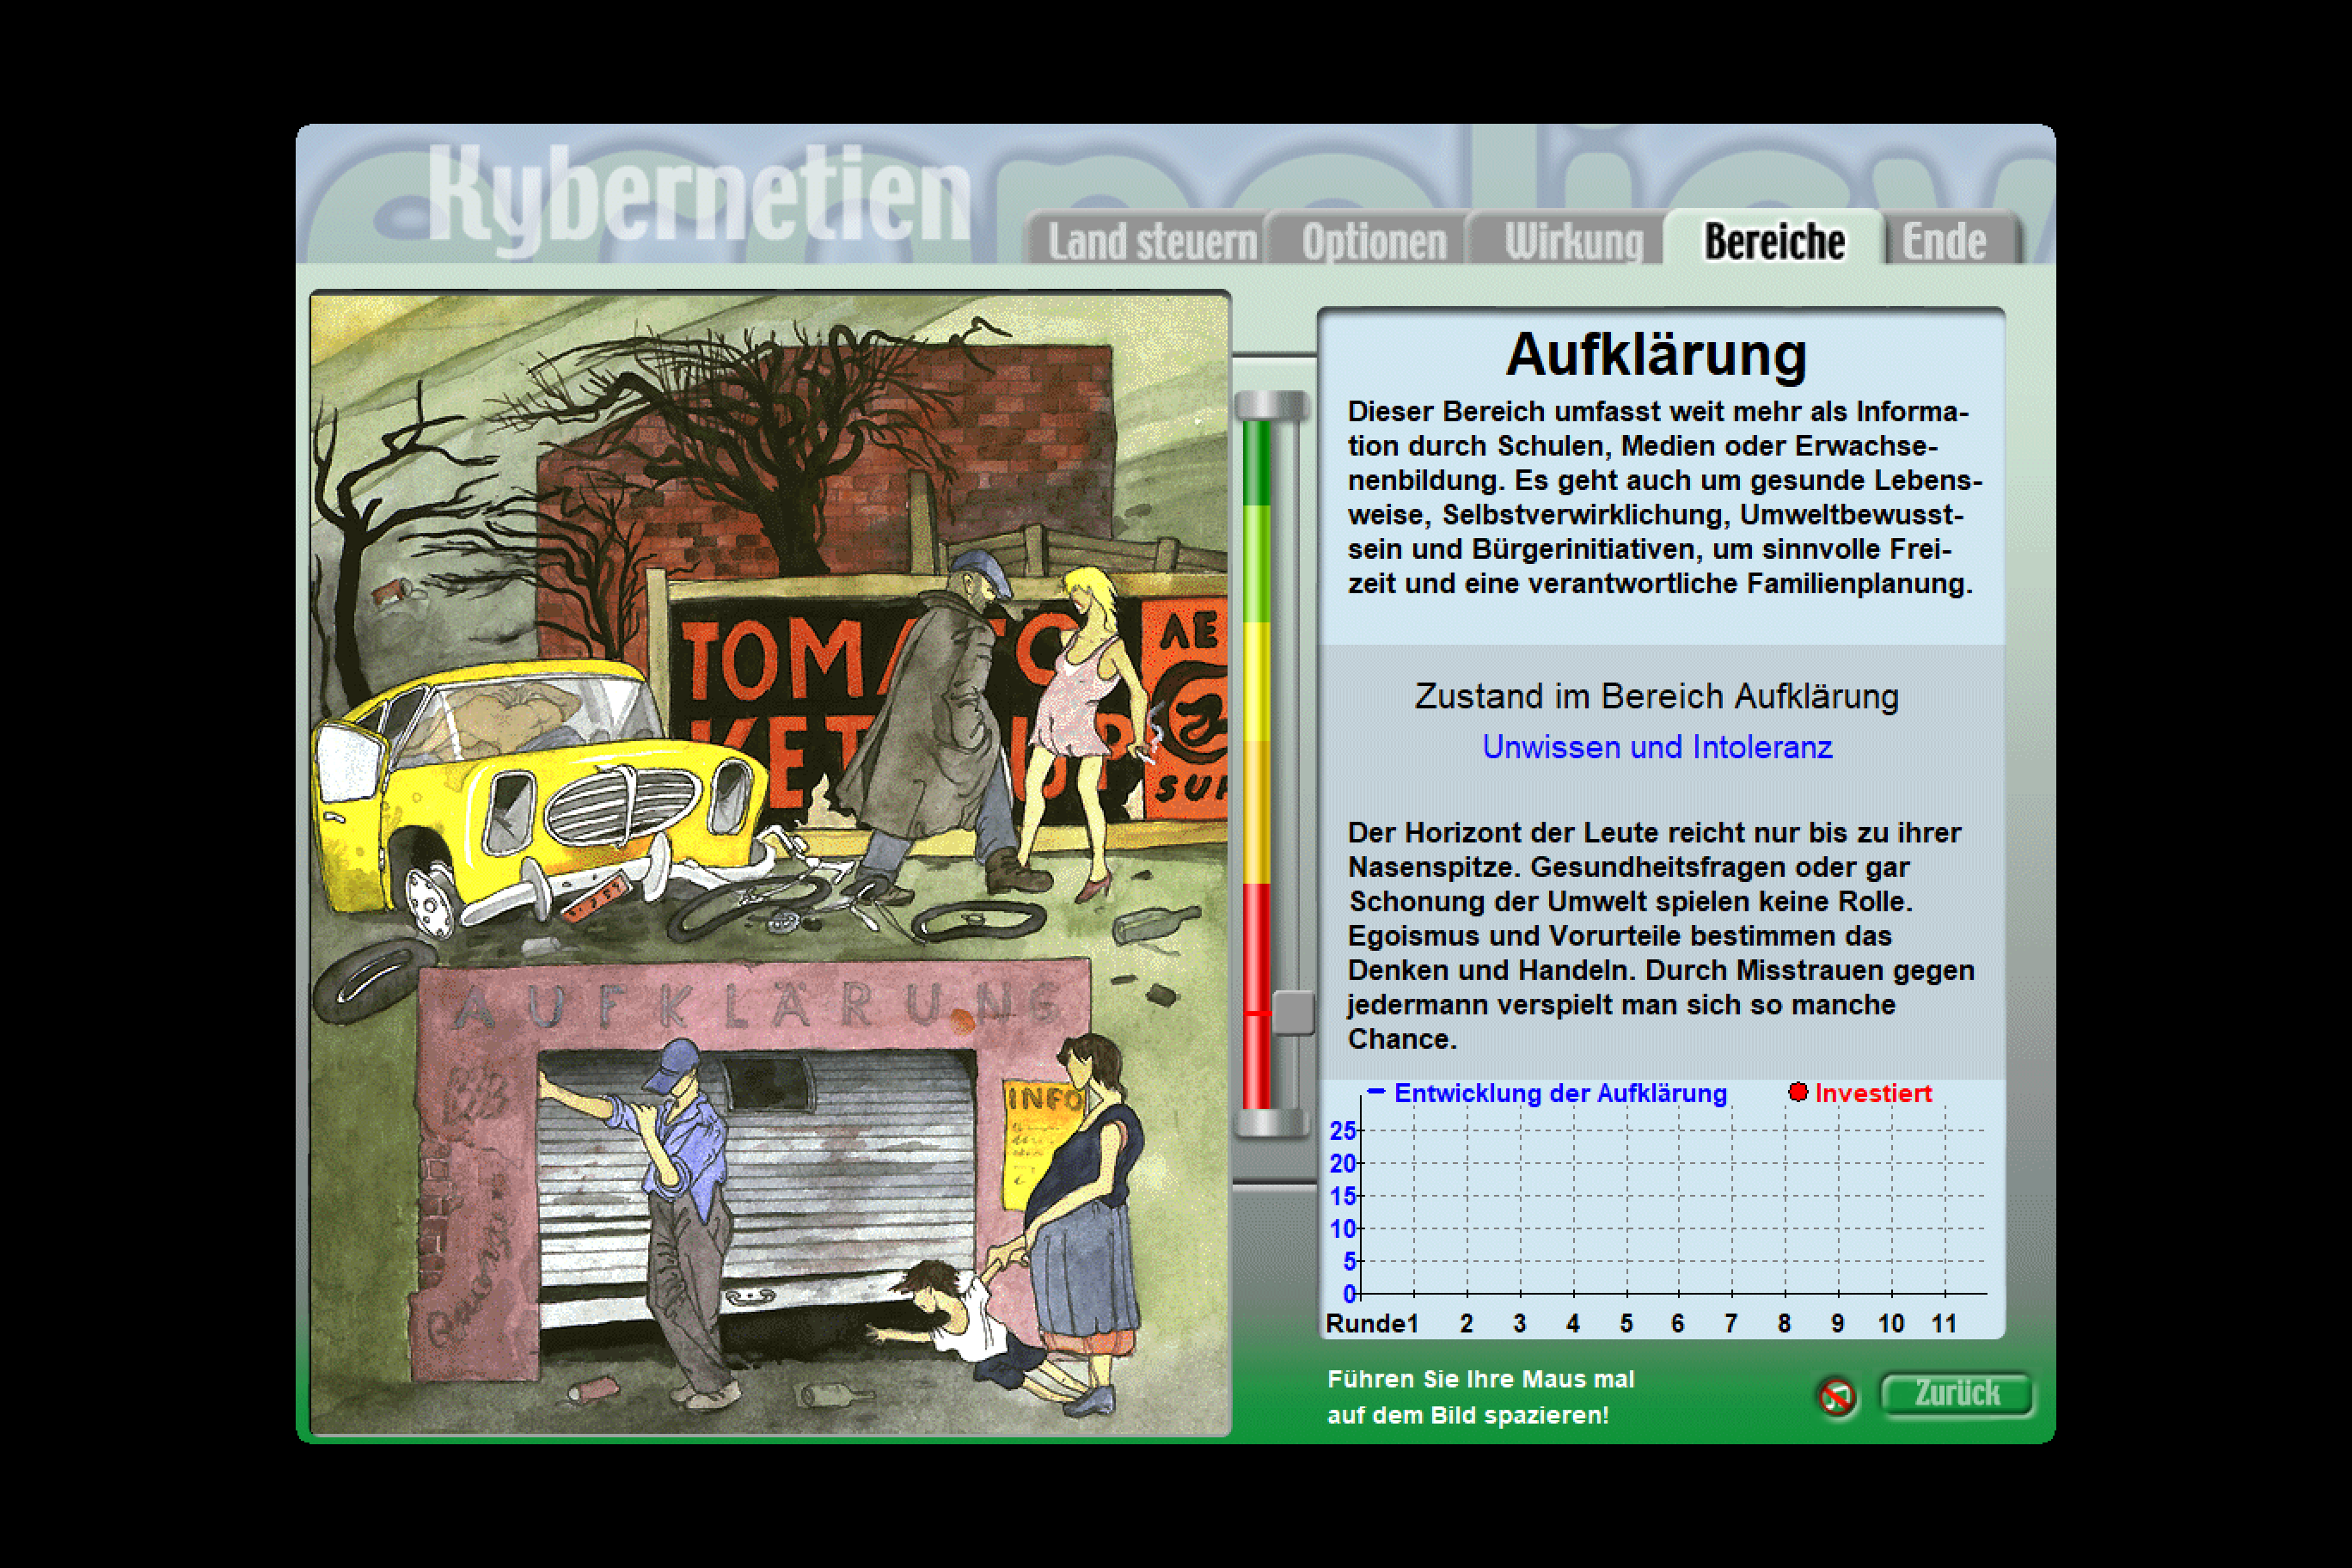 Kybernetien
Land steuern
Optionen
Wirkung
Bereiche
Ende
TOMATO
KETCHUP
AUFKLÄRUNG
INFO
Aufklärung
Dieser Bereich umfasst weit mehr als Informa-
tion durch Schulen, Medien oder Erwachse-
nenbildung. Es geht auch um gesunde Lebens-
weise, Selbstverwirklichung, Umweltbewusst-
sein und Bürgerinitiativen, um sinnvolle Frei-
zeit und eine verantwortliche Familienplanung.
Zustand im Bereich Aufklärung
Unwissen und Intoleranz
Der Horizont der Leute reicht nur bis zu ihrer
Nasenspitze. Gesundheitsfragen oder gar
Schonung der Umwelt spielen keine Rolle.
Egoismus und Vorurteile bestimmen das
Denken und Handeln. Durch Misstrauen gegen
jedermann verspielt man sich so manche
Chance.
Entwicklung der Aufklärung
Investiert
25
20
15
10
5
0
Runde1 2 3 4 5 6 7 8 9 10 11
Führen Sie Ihre Maus mal
auf dem Bild spazieren!
Zurück